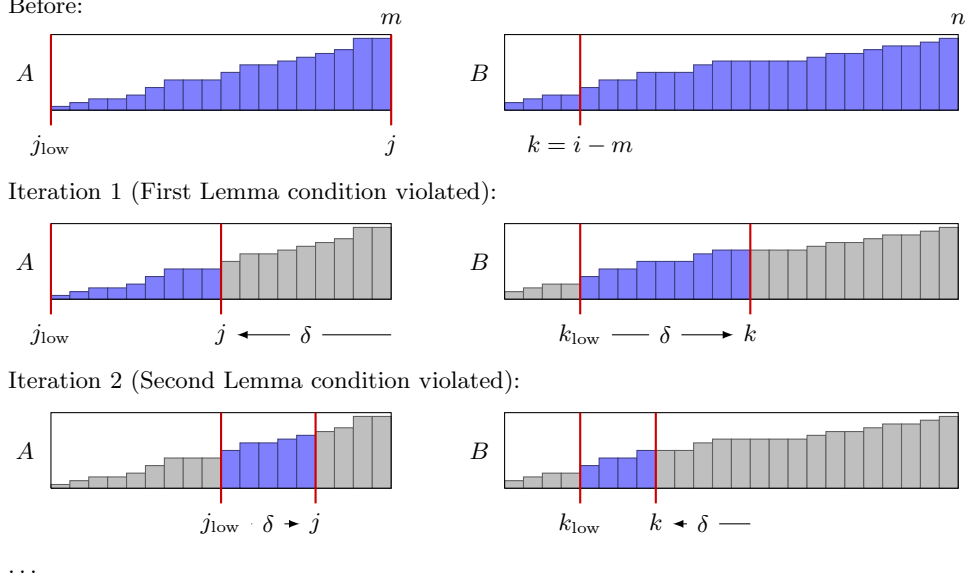 Before:
m n
A B
j_low j k = i − m
Iteration 1 (First Lemma condition violated):
A B
j_low j δ k_low δ k
Iteration 2 (Second Lemma condition violated):
A B
j_low δ j k_low k δ
...